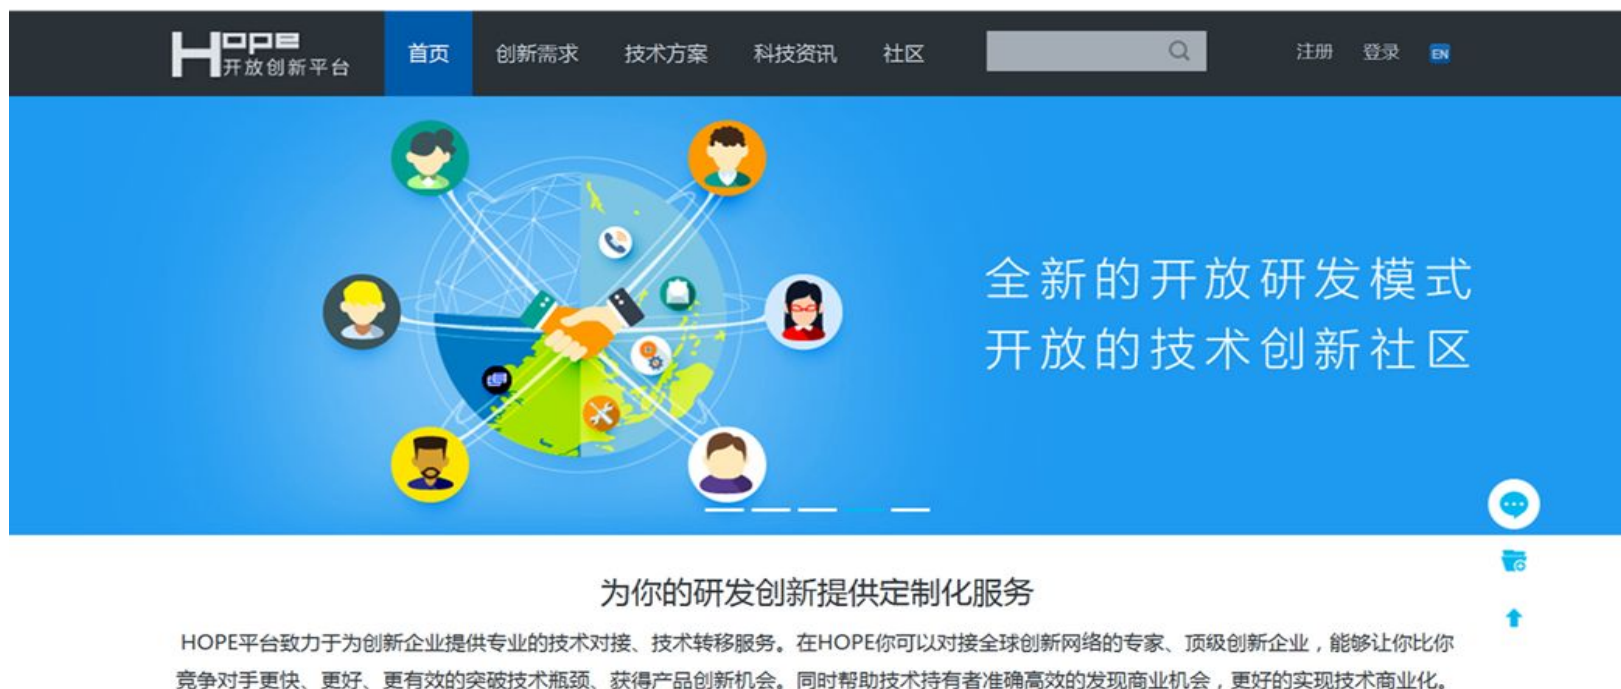 Hope
开放创新平台
首页 创新需求 技术方案 科技资讯 社区 注册 登录 EN
全新的开放研发模式
开放的技术创新社区
为你的研发创新提供定制化服务
HOPE平台致力于为创新企业提供专业的技术对接、技术转移服务。在HOPE你可以对接全球创新网络的专家、顶级创新企业，能够让你比你
竞争对手更快、更好、更有效的突破技术瓶颈、获得产品创新机会。同时帮助技术持有者准确高效的发现商业机会，更好的实现技术商业化。